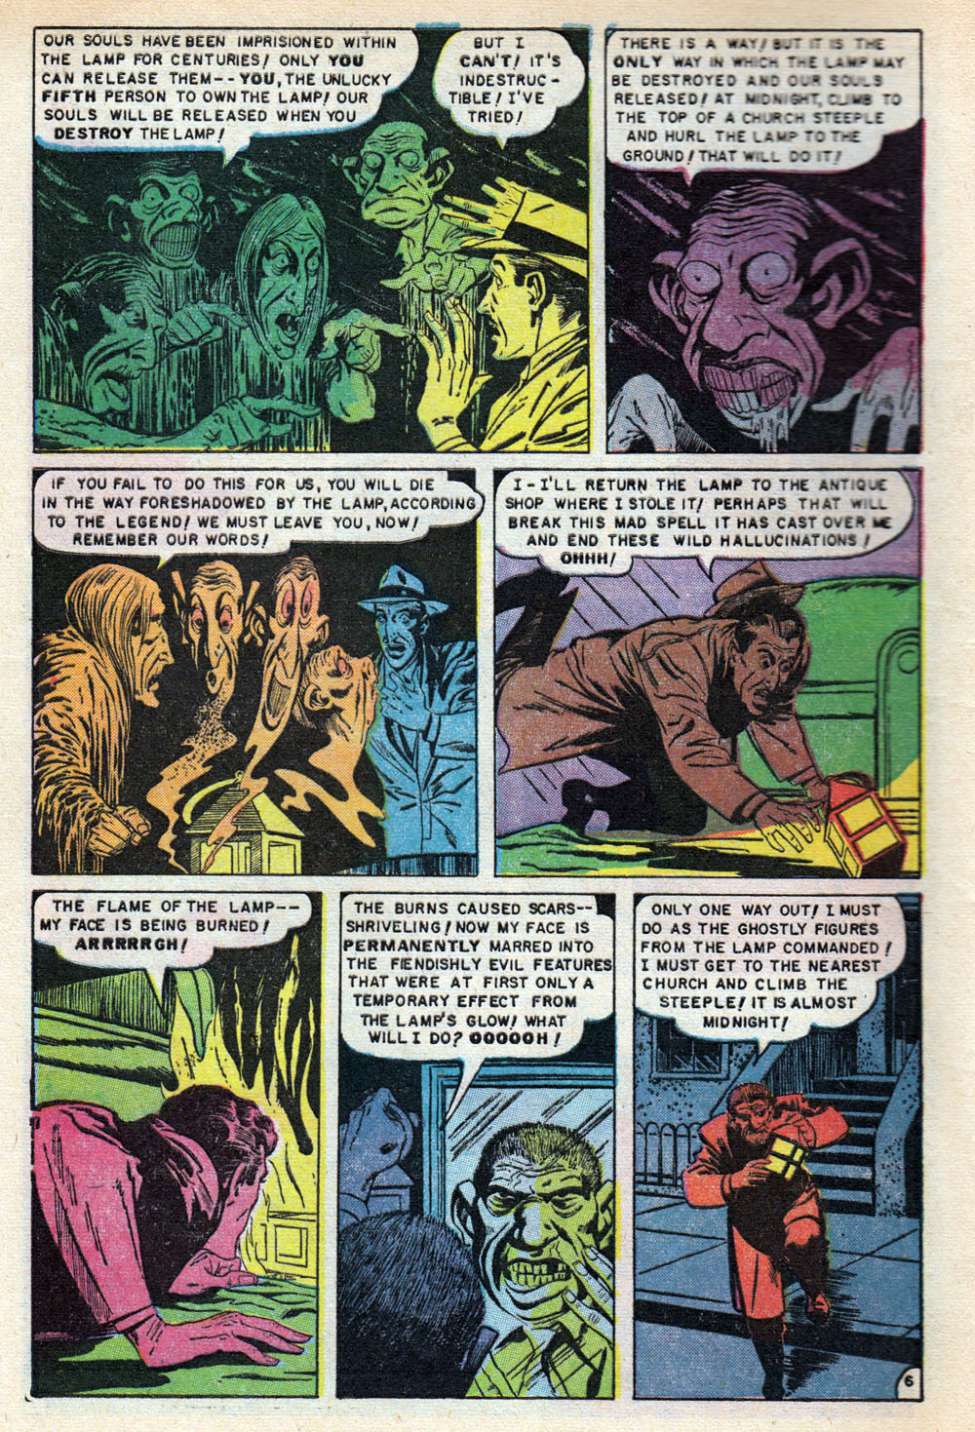 OUR SOULS HAVE BEEN IMPRISIONED WITHIN
THE LAMP FOR CENTURIES! ONLY YOU
CAN RELEASE THEM-- YOU, THE UNLUCKY
FIFTH PERSON TO OWN THE LAMP! OUR
SOULS WILL BE RELEASED WHEN YOU
DESTROY THE LAMP!
BUT I
CAN'T! IT'S
INDESTRUC-
TIBLE! I'VE
TRIED!
THERE IS A WAY! BUT IT IS THE
ONLY WAY IN WHICH THE LAMP MAY
BE DESTROYED AND OUR SOULS
RELEASED! AT MIDNIGHT, CLIMB TO
THE TOP OF A CHURCH STEEPLE
AND HURL THE LAMP TO THE
GROUND! THAT WILL DO IT!
IF YOU FAIL TO DO THIS FOR US, YOU WILL DIE
IN THE WAY FORESHADOWED BY THE LAMP, ACCORDING
TO THE LEGEND! WE MUST LEAVE YOU, NOW!
REMEMBER OUR WORDS!
I-I'LL RETURN THE LAMP TO THE ANTIQUE
SHOP WHERE I STOLE IT! PERHAPS THAT WILL
BREAK THIS MAD SPELL IT HAS CAST OVER ME
AND END THESE WILD HALLUCINATIONS!
OHHH!
THE FLAME OF THE LAMP--
MY FACE IS BEING BURNED!
ARRRRRGH!
THE BURNS CAUSED SCARS--
SHRIVELING! NOW MY FACE IS
PERMANENTLY MARRED INTO
THE FIENDISHLY EVIL FEATURES
THAT WERE AT FIRST ONLY A
TEMPORARY EFFECT FROM
THE LAMP'S GLOW! WHAT
WILL I DO? OOOOOH!
ONLY ONE WAY OUT! I MUST
DO AS THE GHOSTLY FIGURES
FROM THE LAMP COMMANDED!
I MUST GET TO THE NEAREST
CHURCH AND CLIMB THE
STEEPLE! IT IS ALMOST
MIDNIGHT!
6